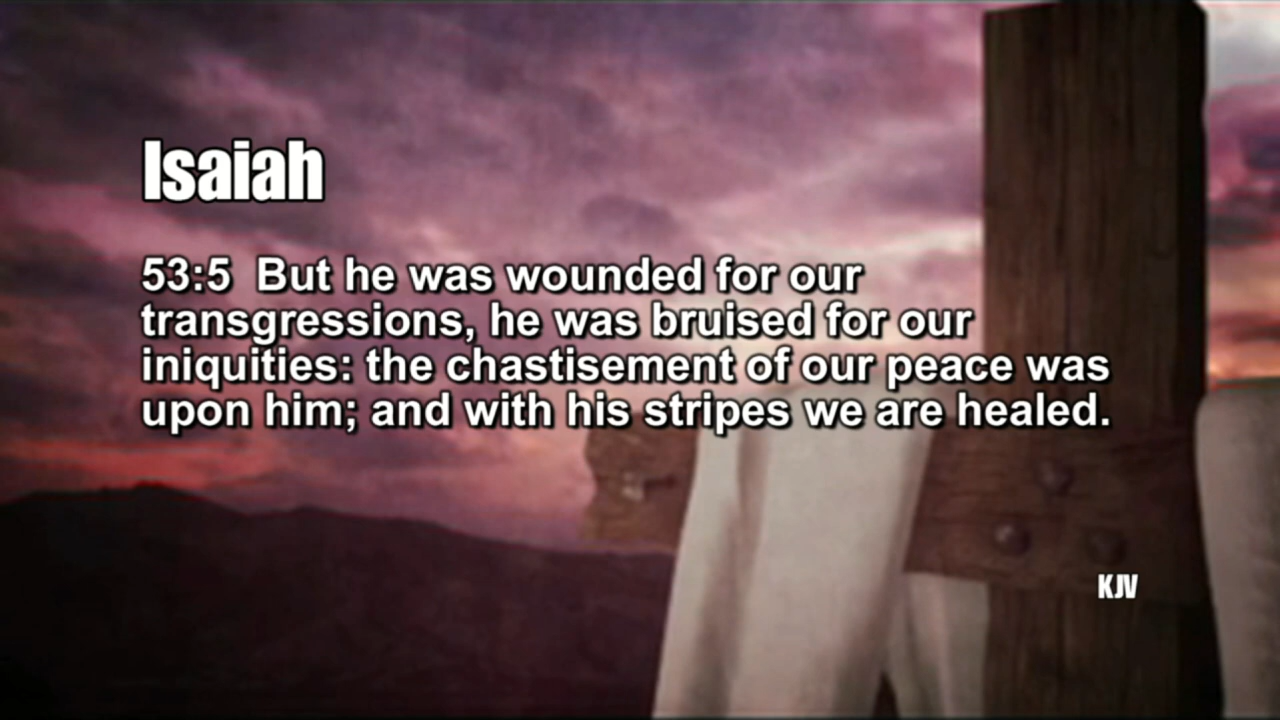 Isaiah
53:5 But he was wounded for our
transgressions, he was bruised for our
iniquities: the chastisement of our peace was
upon him; and with his stripes we are healed.
KJV